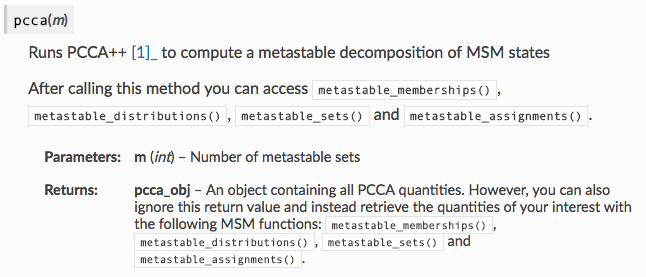 pcca(m)
Runs PCCA++ [1]_ to compute a metastable decomposition of MSM states
After calling this method you can access metastable_memberships() ,
metastable_distributions() , metastable_sets() and metastable_assignments() .
Parameters: m (int) – Number of metastable sets
Returns: pcca_obj – An object containing all PCCA quantities. However, you can also
ignore this return value and instead retrieve the quantities of your interest with
the following MSM functions: metastable_memberships() ,
metastable_distributions() , metastable_sets() and
metastable_assignments() .